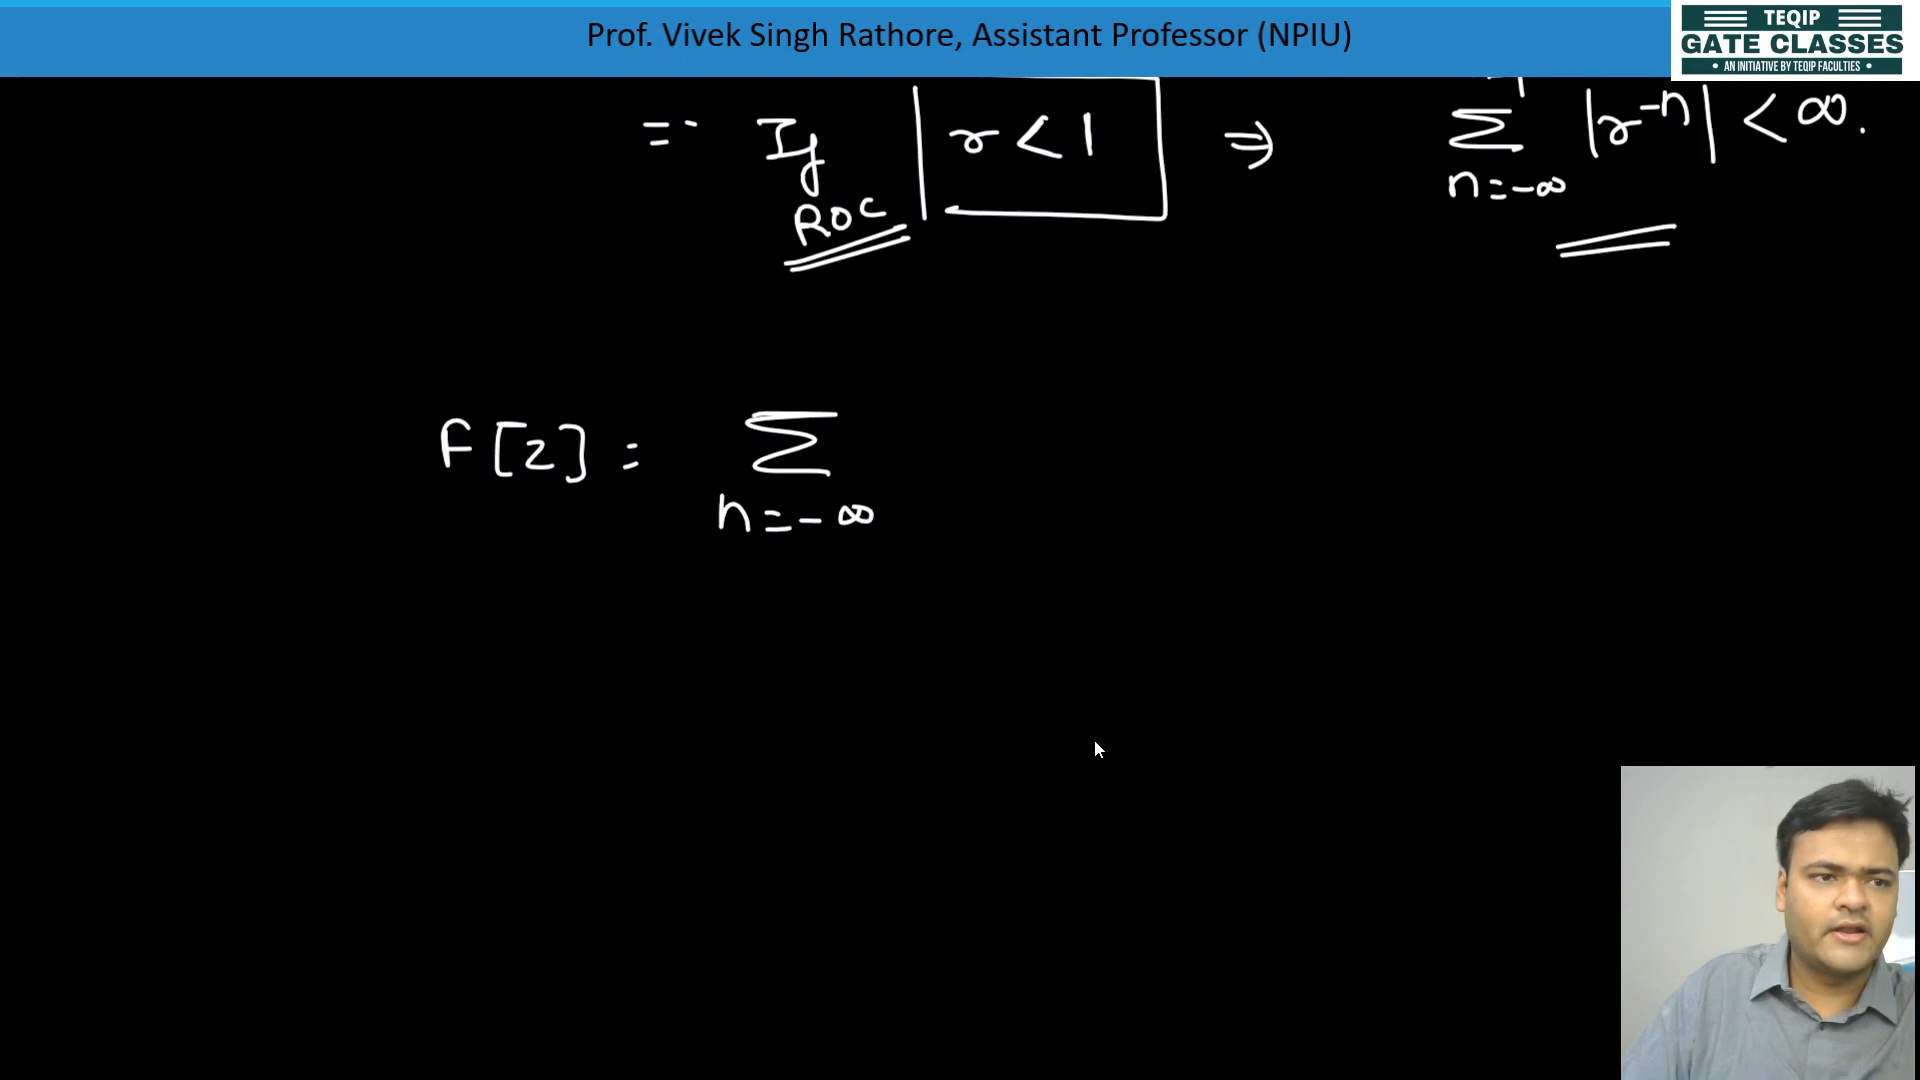 Prof. Vivek Singh Rathore, Assistant Professor (NPIU)
TEQIP
GATE CLASSES
• AN INITIATIVE BY TEQIP FACULTIES •
=> If | r < 1 ⇒ Σ |r^-n| < ∞.
n = -∞
ROC
F[z] = Σ
n = -∞